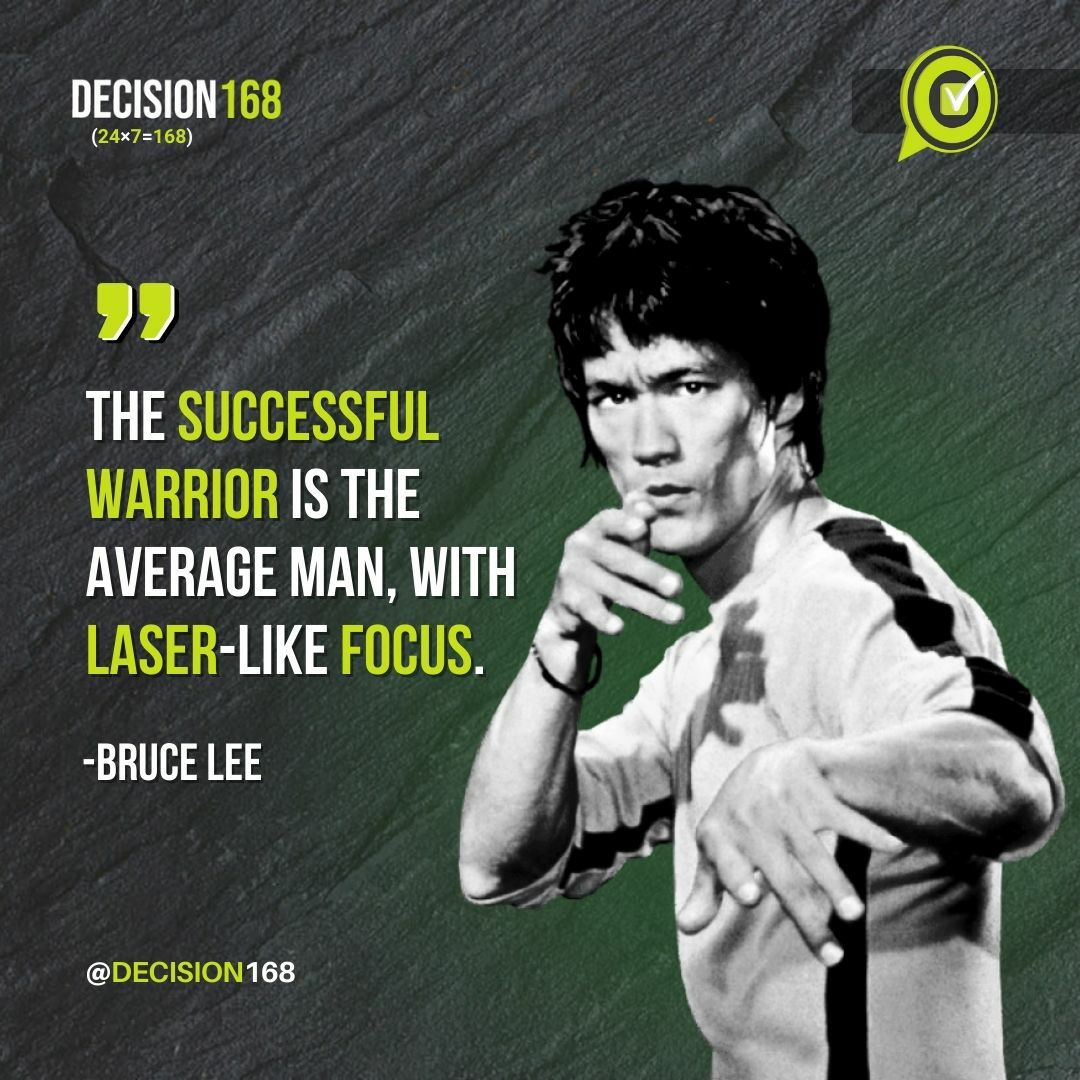 DECISION168
(24×7=168)
”
THE SUCCESSFUL
WARRIOR IS THE
AVERAGE MAN, WITH
LASER-LIKE FOCUS.
-BRUCE LEE
@DECISION168